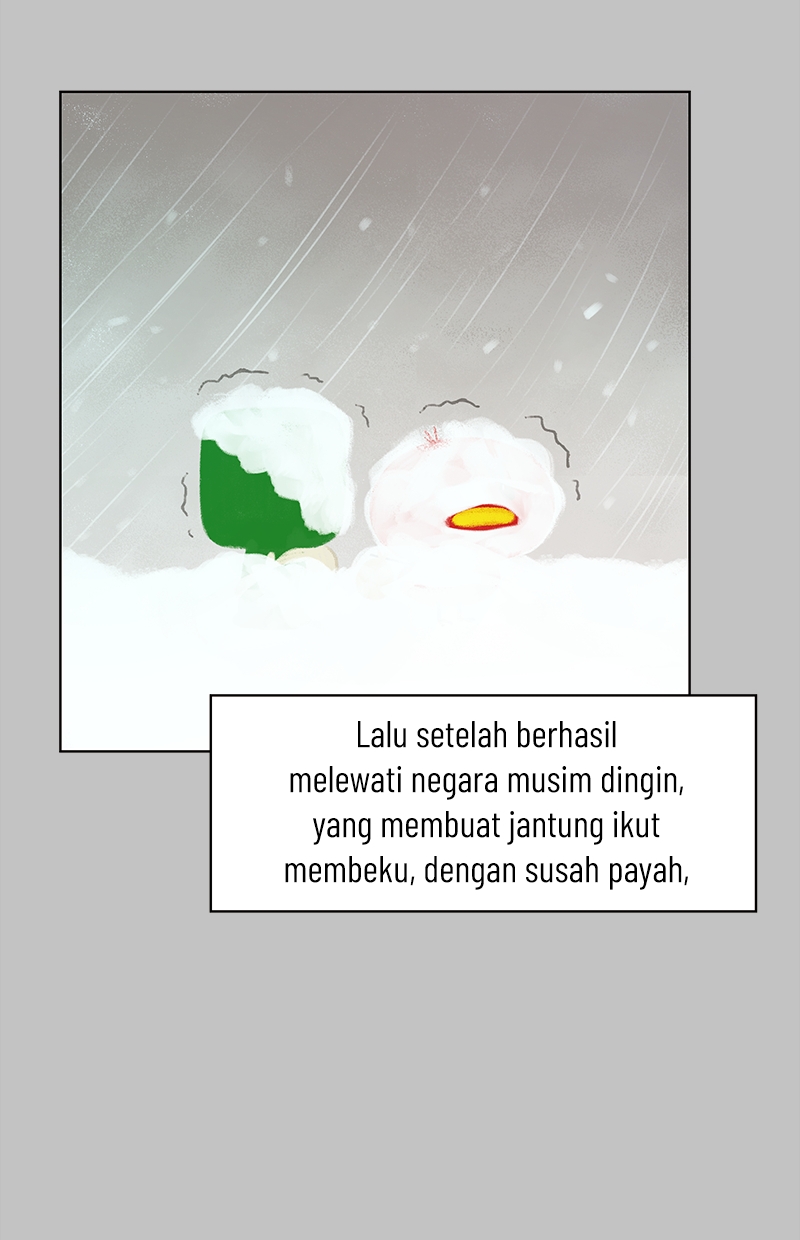 Lalu setelah berhasil
melewati negara musim dingin,
yang membuat jantung ikut
membeku, dengan susah payah,